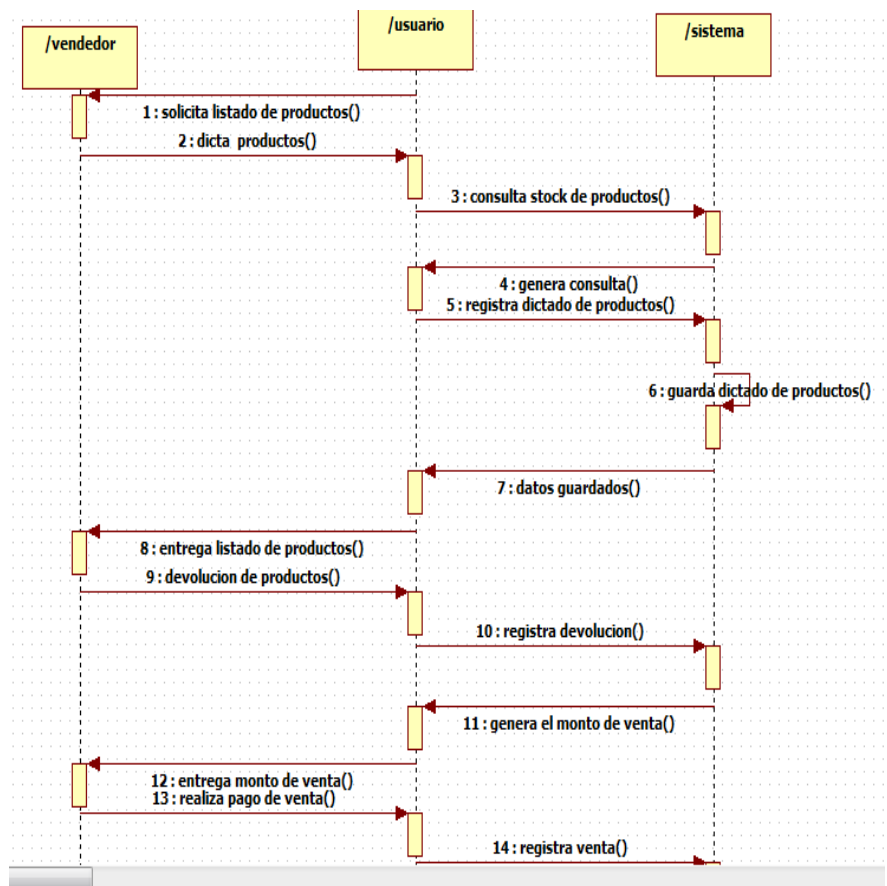 /vendedor
/usuario
/sistema
1 : solicita listado de productos()
2 : dicta productos()
3 : consulta stock de productos()
4 : genera consulta()
5 : registra dictado de productos()
6 : guarda dictado de productos()
7 : datos guardados()
8 : entrega listado de productos()
9 : devolucion de productos()
10 : registra devolucion()
11 : genera el monto de venta()
12 : entrega monto de venta()
13 : realiza pago de venta()
14 : registra venta()